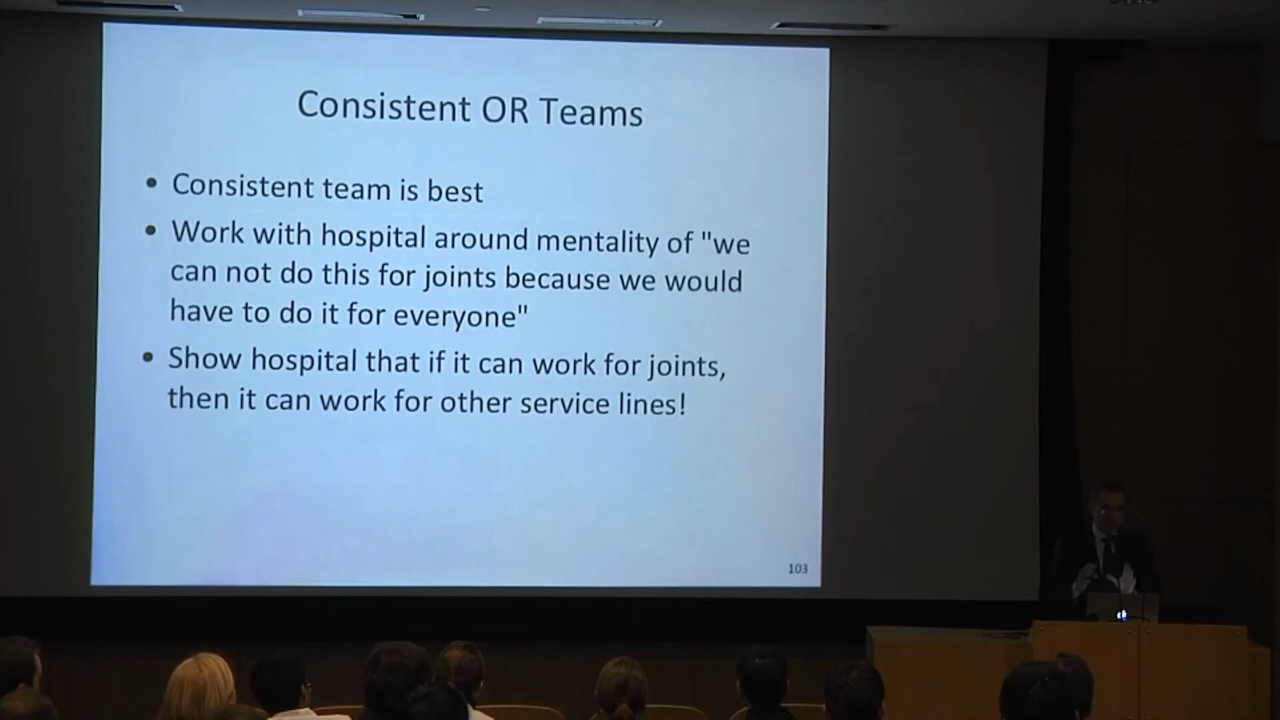 Consistent OR Teams
• Consistent team is best
• Work with hospital around mentality of "we
can not do this for joints because we would
have to do it for everyone"
• Show hospital that if it can work for joints,
then it can work for other service lines!
103